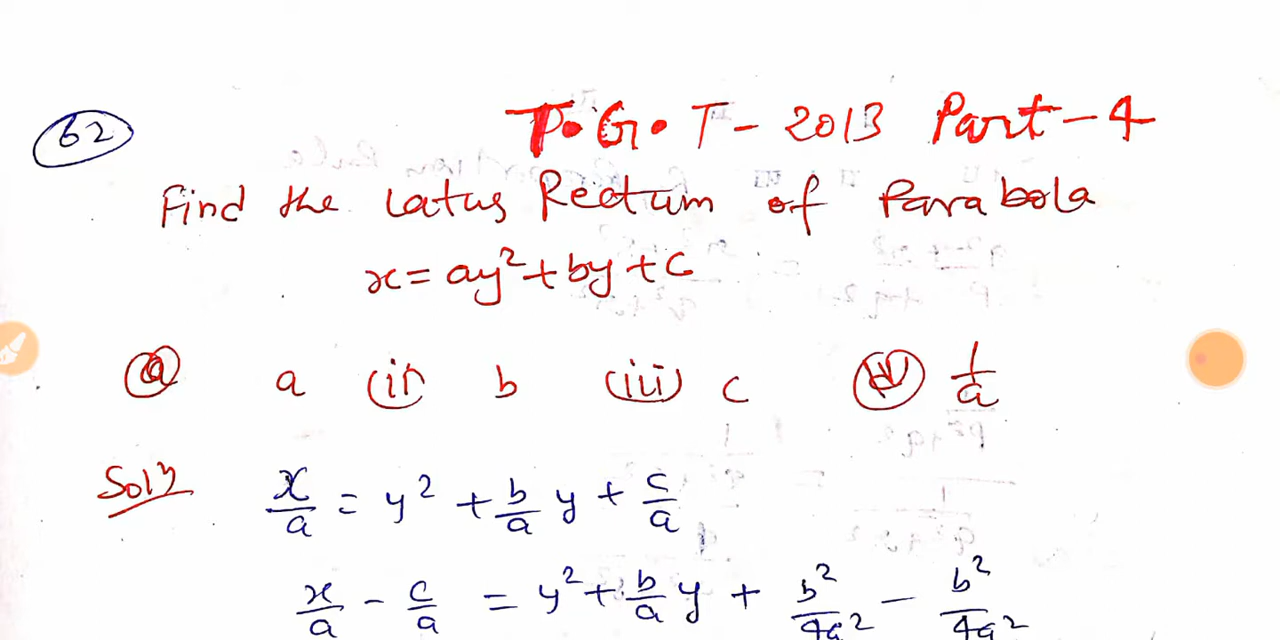 62
T.G.T - 2013 Part-4
Find the Latus Rectum of Parabola
x = ay² + by + c
(a) a (ii) b (iii) c (iv) 1/a
Solⁿ x/a = y² + b/a y + c/a
x/a - c/a = y² + b/a y + b²/4a² - b²/4a²